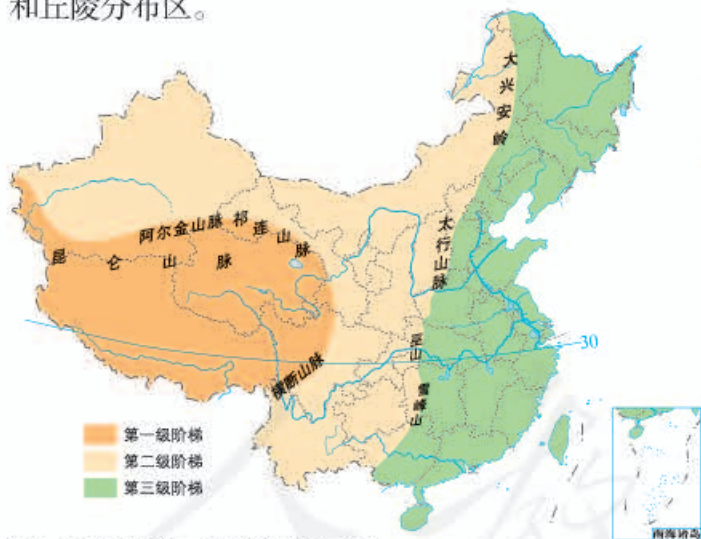 和丘陵分布区。
大兴安岭
阿尔金山脉
祁连山脉
昆仑山脉
太行山脉
巫山
30
横断山脉
雪峰山
第一级阶梯
第二级阶梯
第三级阶梯
南海诸岛